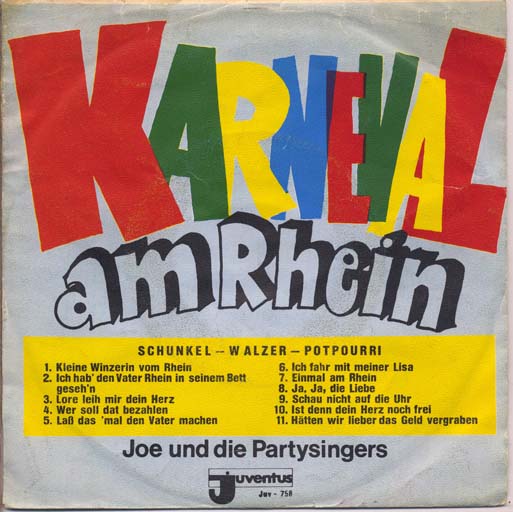 KARNEVAL
am Rhein
SCHUNKEL – WALZER – POTPOURRI
1. Kleine Winzerin vom Rhein
2. Ich hab' den Vater Rhein in seinem Bett
geseh'n
3. Lore leih mir dein Herz
4. Wer soll dat bezahlen
5. Laß das 'mal den Vater machen
6. Ich fahr mit meiner Lisa
7. Einmal am Rhein
8. Ja, Ja, die Liebe
9. Schau nicht auf die Uhr
10. Ist denn dein Herz noch frei
11. Hätten wir lieber das Geld vergraben
Joe und die Partysingers
Juventus
Juv - 758